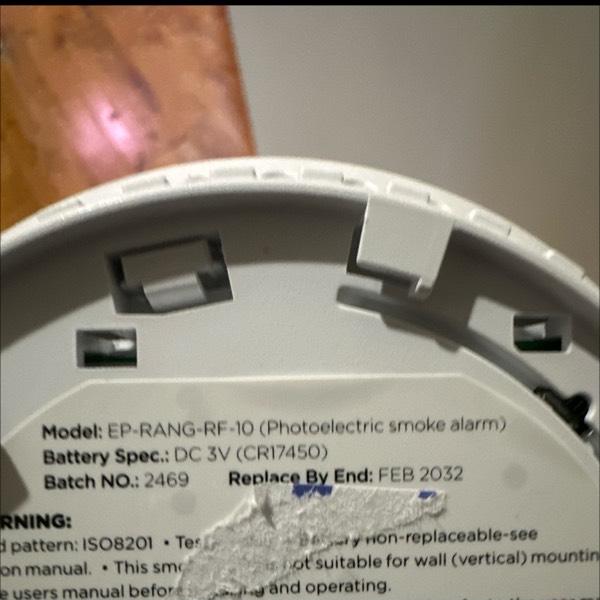 Model: EP-RANG-RF-10 (Photoelectric smoke alarm)
Battery Spec.: DC 3V (CR17450)
Batch NO.: 2469 Replace By End: FEB 2032
RNING:
d pattern: ISO8201 • Tes non-replaceable-see
on manual. • This smo not suitable for wall (vertical) mountin
e users manual before and operating.